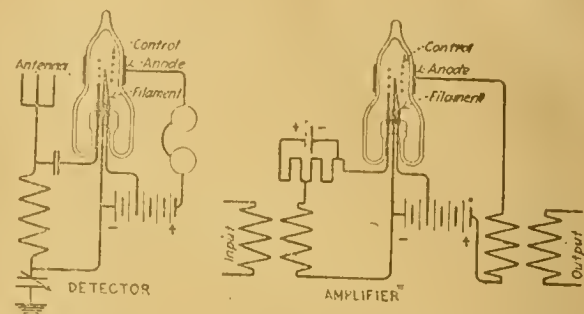 Antenna
Control
Anode
Filament
- +
DETECTOR
Control
Anode
Filament
+ -
Input
- +
Output
AMPLIFIER